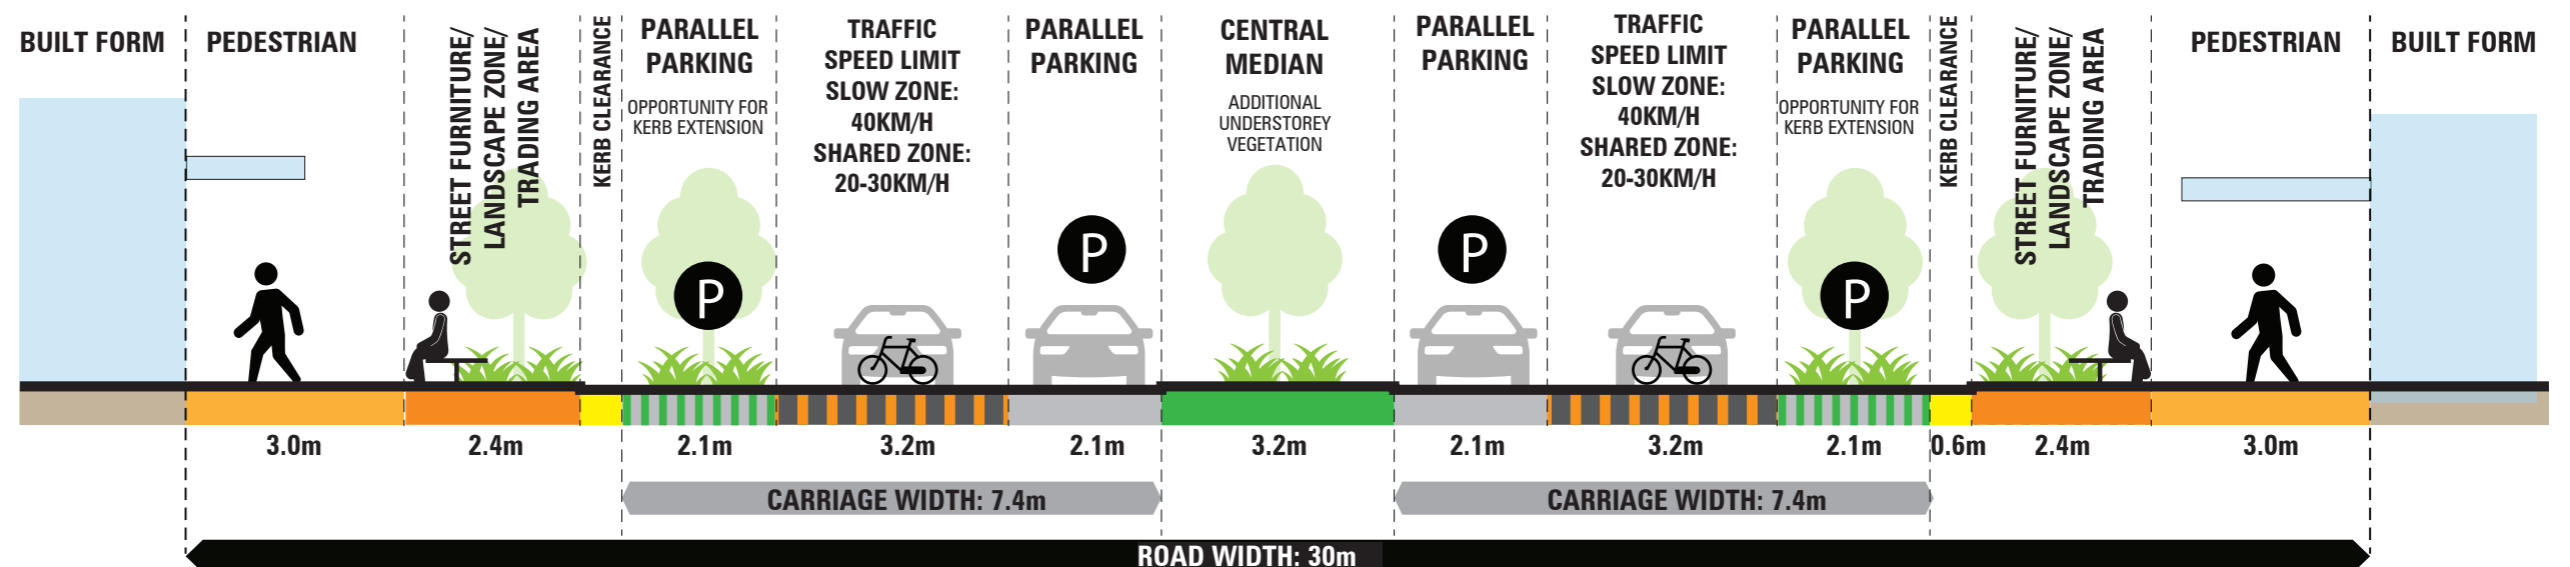 BUILT FORM
PEDESTRIAN
STREET FURNITURE/
LANDSCAPE ZONE/
TRADING AREA
KERB CLEARANCE
PARALLEL
PARKING
OPPORTUNITY FOR
KERB EXTENSION
TRAFFIC
SPEED LIMIT
SLOW ZONE:
40KM/H
SHARED ZONE:
20-30KM/H
PARALLEL
PARKING
CENTRAL
MEDIAN
ADDITIONAL
UNDERSTOREY
VEGETATION
PARALLEL
PARKING
TRAFFIC
SPEED LIMIT
SLOW ZONE:
40KM/H
SHARED ZONE:
20-30KM/H
PARALLEL
PARKING
OPPORTUNITY FOR
KERB EXTENSION
KERB CLEARANCE
STREET FURNITURE/
LANDSCAPE ZONE/
TRADING AREA
PEDESTRIAN
BUILT FORM
P
P
P
P
3.0m
2.4m
2.1m
3.2m
2.1m
3.2m
2.1m
3.2m
2.1m
0.6m
2.4m
3.0m
CARRIAGE WIDTH: 7.4m
CARRIAGE WIDTH: 7.4m
ROAD WIDTH: 30m